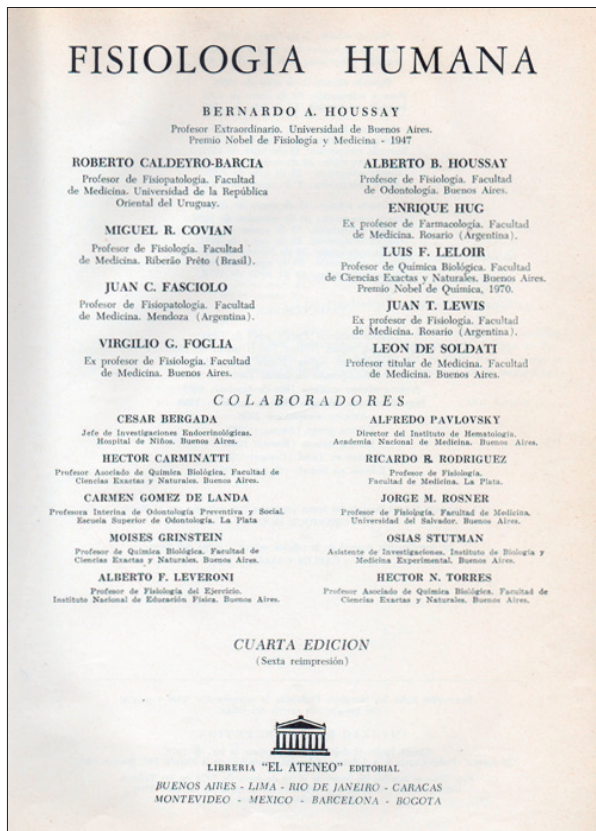 FISIOLOGIA HUMANA
BERNARDO A. HOUSSAY
Profesor Extraordinario. Universidad de Buenos Aires.
Premio Nobel de Fisiología y Medicina - 1947
ROBERTO CALDEYRO-BARCIA
Profesor de Fisiopatología. Facultad
de Medicina. Universidad de la República
Oriental del Uruguay.
MIGUEL R. COVIAN
Profesor de Fisiología. Facultad
de Medicina. Riberão Prêto (Brasil).
JUAN C. FASCIOLO
Profesor de Fisiopatología. Facultad
de Medicina. Mendoza (Argentina).
VIRGILIO G. FOGLIA
Ex profesor de Fisiología. Facultad
de Medicina. Buenos Aires.
ALBERTO B. HOUSSAY
Profesor de Fisiología. Facultad
de Odontología. Buenos Aires.
ENRIQUE HUG
Ex profesor de Farmacología. Facultad
de Medicina. Rosario (Argentina).
LUIS F. LELOIR
Profesor de Química Biológica. Facultad
de Ciencias Exactas y Naturales. Buenos Aires.
Premio Nobel de Química, 1970.
JUAN T. LEWIS
Ex profesor de Fisiología. Facultad
de Medicina. Rosario (Argentina).
LEON DE SOLDATI
Profesor titular de Medicina. Facultad
de Medicina. Buenos Aires.
COLABORADORES
CESAR BERGADA
Jefe de Investigaciones Endocrinológicas.
Hospital de Niños. Buenos Aires.
HECTOR CARMINATTI
Profesor Asociado de Química Biológica. Facultad de
Ciencias Exactas y Naturales. Buenos Aires.
CARMEN GOMEZ DE LANDA
Profesora Interina de Odontología Preventiva y Social.
Escuela Superior de Odontología. La Plata
MOISES GRINSTEIN
Profesor de Química Biológica. Facultad de
Ciencias Exactas y Naturales. Buenos Aires.
ALBERTO F. LEVERONI
Profesor de Fisiología del Ejercicio.
Instituto Nacional de Educación Física. Buenos Aires.
ALFREDO PAVLOVSKY
Director del Instituto de Hematología.
Academia Nacional de Medicina. Buenos Aires.
RICARDO R. RODRIGUEZ
Profesor de Fisiología.
Facultad de Medicina. La Plata.
JORGE M. ROSNER
Profesor de Fisiología. Facultad de Medicina.
Universidad del Salvador. Buenos Aires.
OSIAS STUTMAN
Asistente de Investigaciones. Instituto de Biología y
Medicina Experimental. Buenos Aires.
HECTOR N. TORRES
Profesor Asociado de Química Biológica. Facultad de
Ciencias Exactas y Naturales. Buenos Aires.
CUARTA EDICION
(Sexta reimpresión)
LIBRERIA "EL ATENEO" EDITORIAL
BUENOS AIRES - LIMA - RIO DE JANEIRO - CARACAS
MONTEVIDEO - MEXICO - BARCELONA - BOGOTA